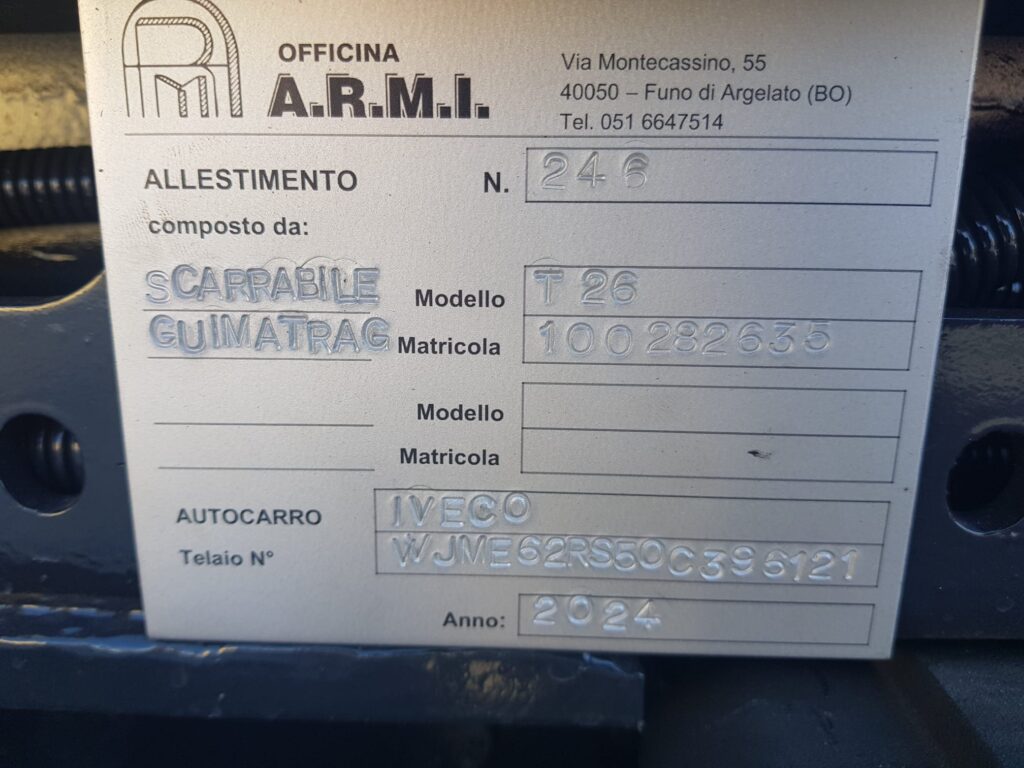 OFFICINA
A.R.M.I.
Via Montecassino, 55
40050 – Funo di Argelato (BO)
Tel. 051 6647514
ALLESTIMENTO N. 246
composto da:
SCARRABILE Modello T 26
GUIMATRAG Matricola 100282635
Modello
Matricola
AUTOCARRO IVECO
Telaio N° WJME62RS50C396121
Anno: 2024